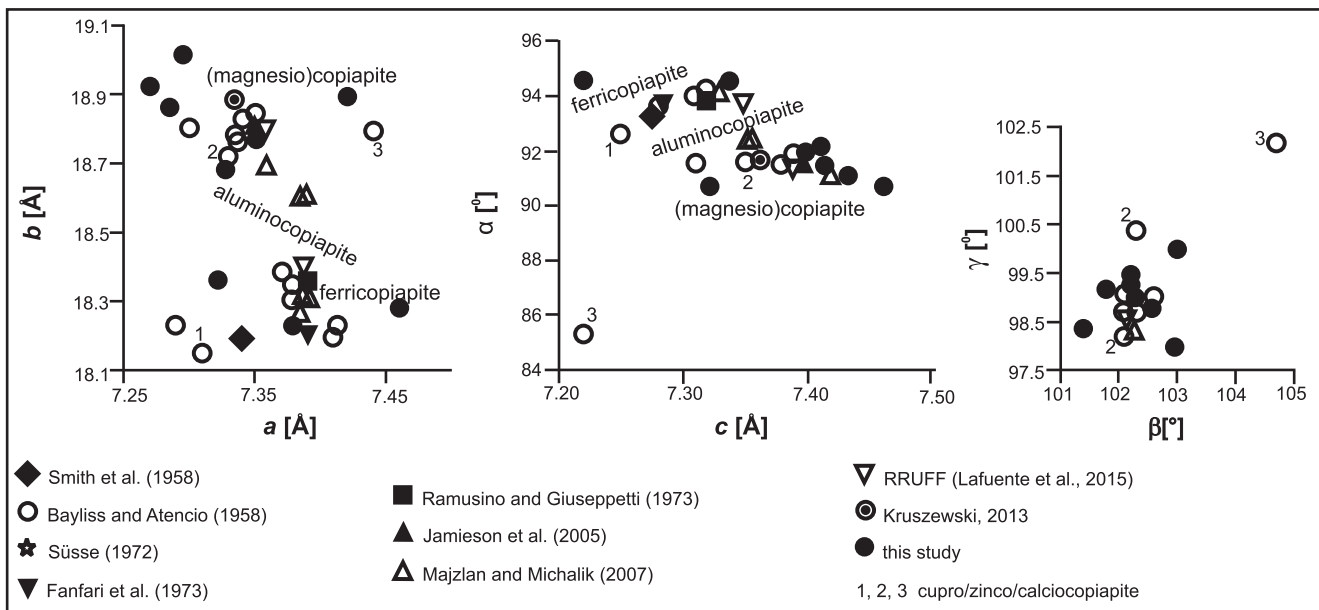 19.1
18.9
18.7
18.5
18.3
18.1
b [Å]
7.25
7.35
7.45
a [Å]
(magnesio)copiapite
aluminocopiapite
ferricopiapite
1
2
3
96
94
92
90
88
86
84
α [⁰]
7.20
7.30
7.40
7.50
c [Å]
ferricopiapite
aluminocopiapite
(magnesio)copiapite
1
2
3
102.5
101.5
100.5
99.5
98.5
97.5
γ [⁰]
101
102
103
104
105
β[°]
3
2
2
Smith et al. (1958)
Bayliss and Atencio (1958)
Süsse (1972)
Fanfari et al. (1973)
Ramusino and Giuseppetti (1973)
Jamieson et al. (2005)
Majzlan and Michalik (2007)
RRUFF (Lafuente et al., 2015)
Kruszewski, 2013
this study
1, 2, 3 cupro/zinco/calciocopiapite